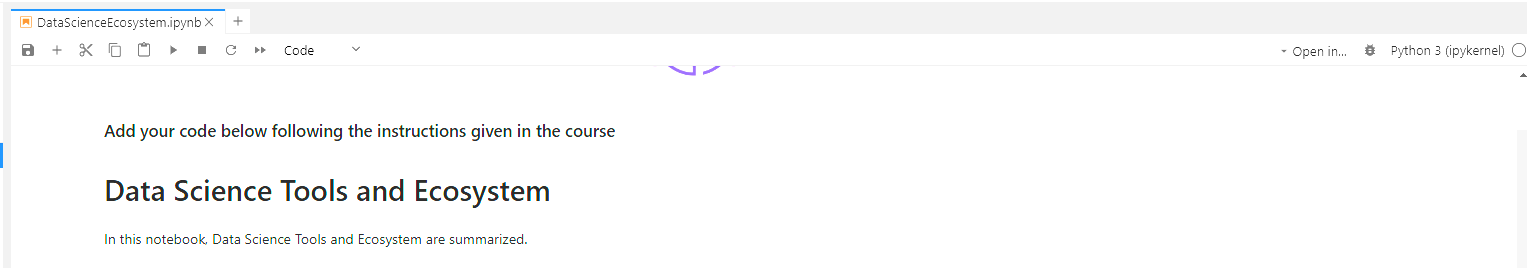 DataScienceEcosystem.ipynb
Code
Open in...
Python 3 (ipykernel)
Add your code below following the instructions given in the course
Data Science Tools and Ecosystem
In this notebook, Data Science Tools and Ecosystem are summarized.